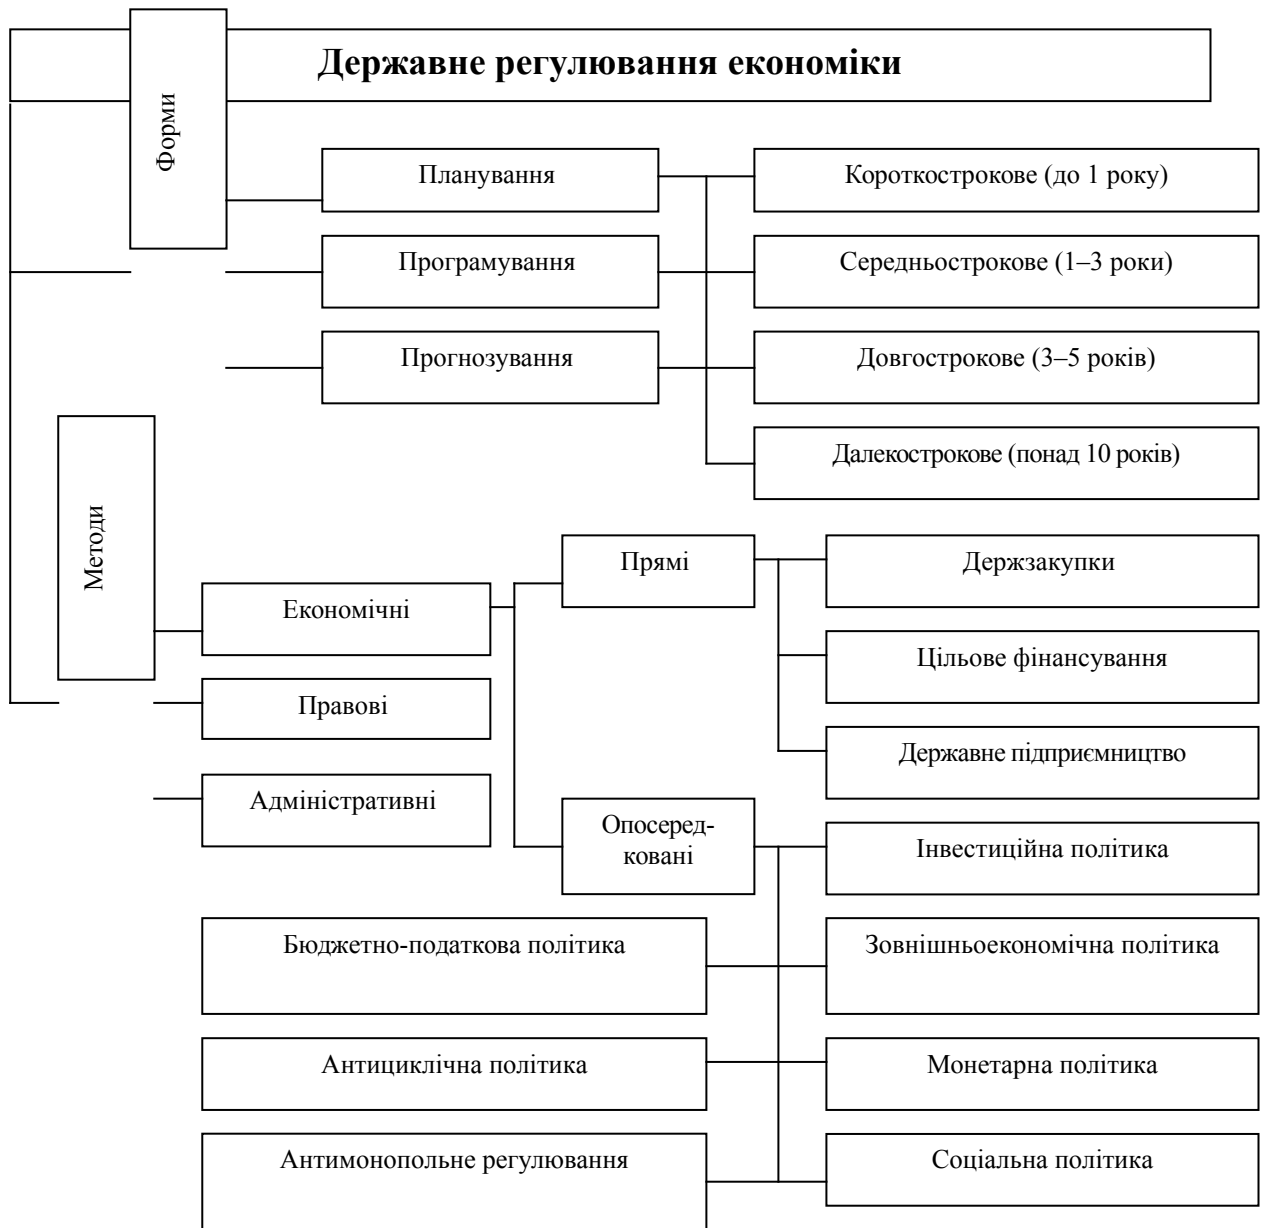 Державне регулювання економіки
Форми
Планування
Короткострокове (до 1 року)
Програмування
Середньострокове (1–3 роки)
Прогнозування
Довгострокове (3–5 років)
Далекострокове (понад 10 років)
Методи
Прямі
Держзакупки
Економічні
Цільове фінансування
Правові
Державне підприємництво
Адміністративні
Опосеред-
ковані
Інвестиційна політика
Бюджетно-податкова політика
Зовнішньоекономічна політика
Антициклічна політика
Монетарна політика
Антимонопольне регулювання
Соціальна політика